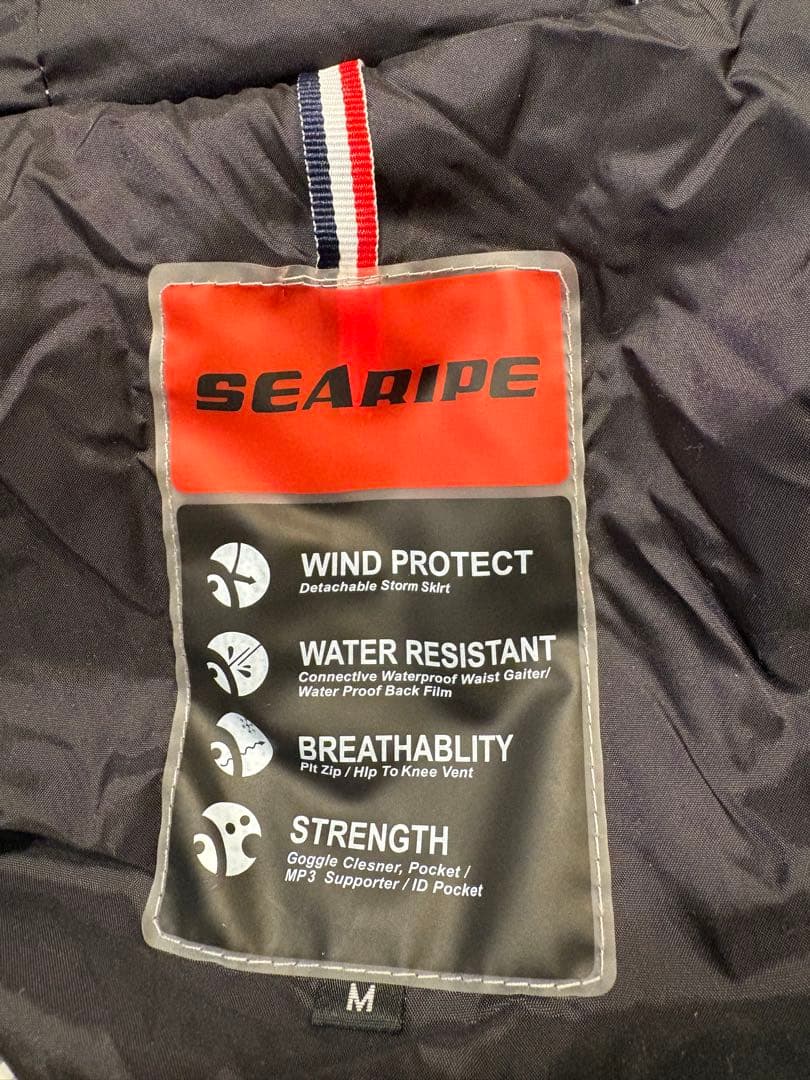 SEARIPE
WIND PROTECT
Detachable Storm Skirt
WATER RESISTANT
Connective Waterproof Waist Gaiter/
Water Proof Back Film
BREATHABLITY
Pit Zip / Hip To Knee Vent
STRENGTH
Goggle Clesner, Pocket /
MP3 Supporter / ID Pocket
M